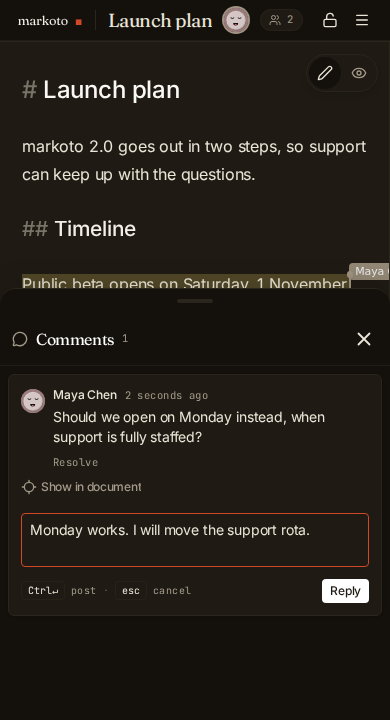 markoto
Launch plan
2
# Launch plan
markoto 2.0 goes out in two steps, so support
can keep up with the questions.
## Timeline
Maya
Public beta opens on Saturday, 1 November
Comments 1
Maya Chen 2 seconds ago
Should we open on Monday instead, when
support is fully staffed?
Resolve
Show in document
Monday works. I will move the support rota.
Ctrl↵ post · esc cancel
Reply